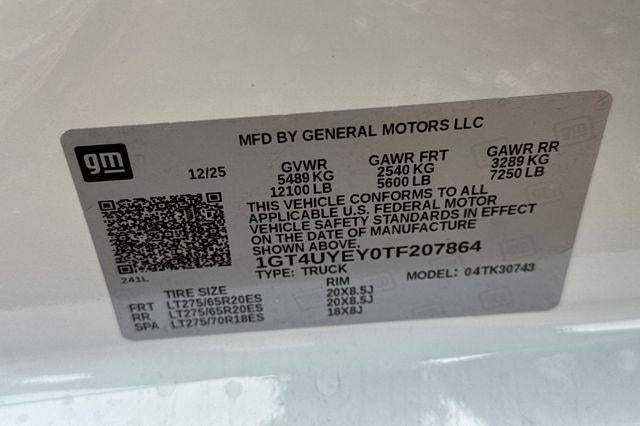 MFD BY GENERAL MOTORS LLC
gm
12/25 GVWR GAWR FRT GAWR RR
5489 KG 2540 KG 3289 KG
12100 LB 5600 LB 7250 LB
THIS VEHICLE CONFORMS TO ALL
APPLICABLE U.S. FEDERAL MOTOR
VEHICLE SAFETY STANDARDS IN EFFECT
ON THE DATE OF MANUFACTURE SHOWN ABOVE
1GT4UYEY0TF207864
241L
TYPE: TRUCK MODEL: 04TK30743
TIRE SIZE RIM
FRT LT275/65R20ES 20X8.5J
RR LT275/65R20ES 20X8.5J
SPA LT275/70R18ES 18X8J